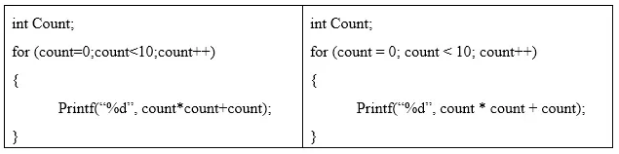 int Count;
for (count=0;count<10;count++)
{
Printf(“%d”, count*count+count);
}
int Count;
for (count = 0; count < 10; count++)
{
Printf(“%d”, count * count + count);
}